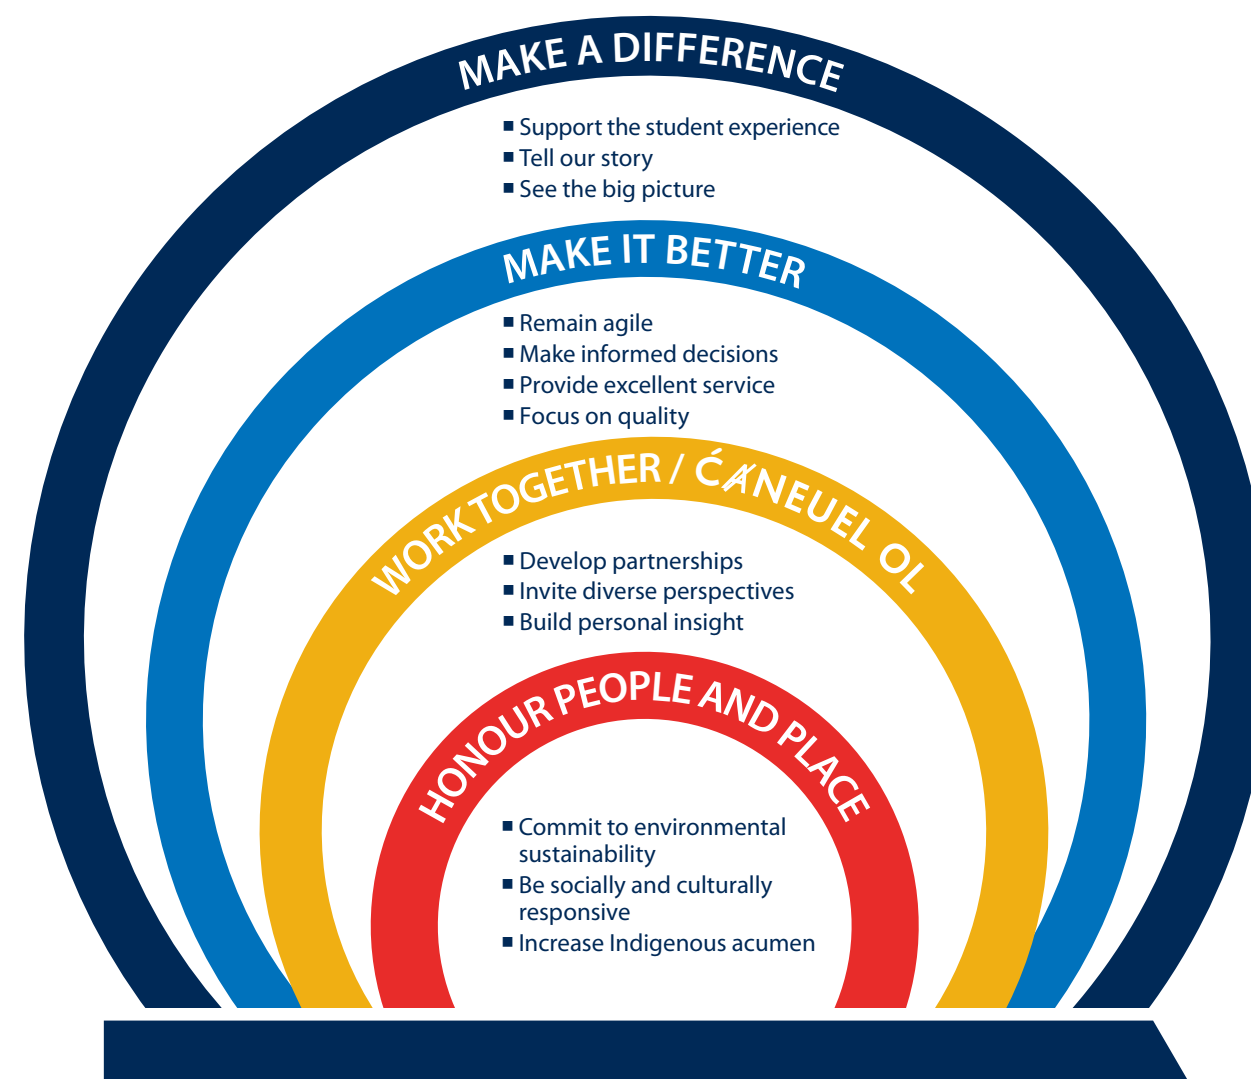 MAKE A DIFFERENCE
▪ Support the student experience
▪ Tell our story
▪ See the big picture
MAKE IT BETTER
▪ Remain agile
▪ Make informed decisions
▪ Provide excellent service
▪ Focus on quality
WORK TOGETHER / ĆȺNEUEL OL
▪ Develop partnerships
▪ Invite diverse perspectives
▪ Build personal insight
HONOUR PEOPLE AND PLACE
▪ Commit to environmental
sustainability
▪ Be socially and culturally
responsive
▪ Increase Indigenous acumen